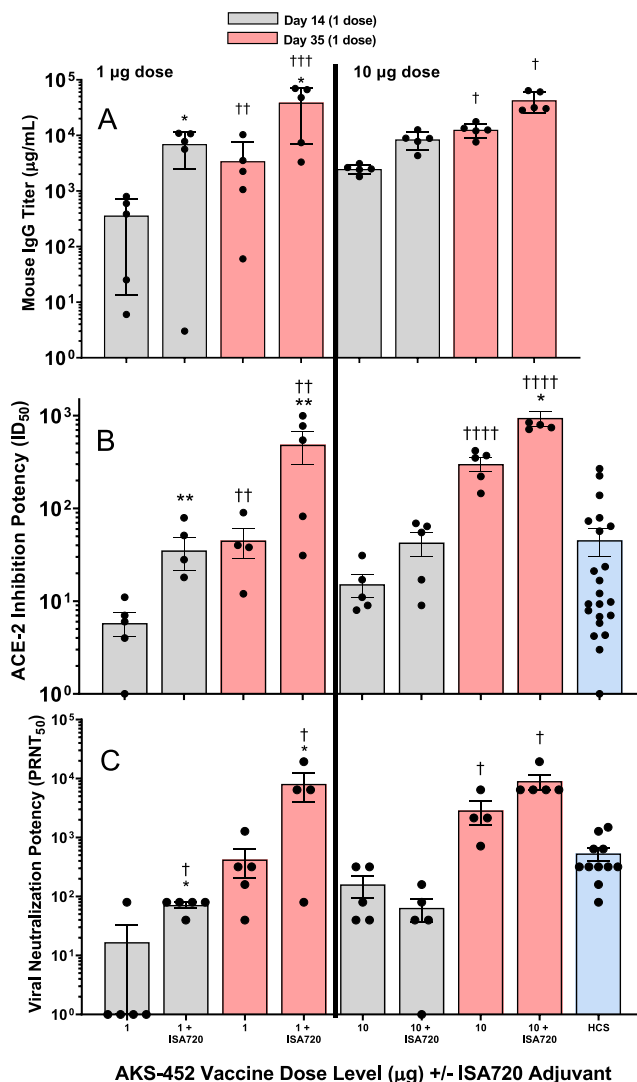 Day 14 (1 dose)
Day 35 (1 dose)
1 µg dose
10 µg dose
A
Mouse IgG Titer (µg/mL)
10⁵
10⁴
10³
10²
10¹
10⁰
*
††
†††
*
†
†
B
ACE-2 Inhibition Potency (ID₅₀)
10³
10²
10¹
10⁰
**
††
††
**
††††
††††
*
C
Viral Neutralization Potency (PRNT₅₀)
10⁵
10⁴
10³
10²
10¹
10⁰
†
*
†
*
†
†
1
1 +
ISA720
1
1 +
ISA720
10
10 +
ISA720
10
10 +
ISA720
HCS
AKS-452 Vaccine Dose Level (µg) +/- ISA720 Adjuvant